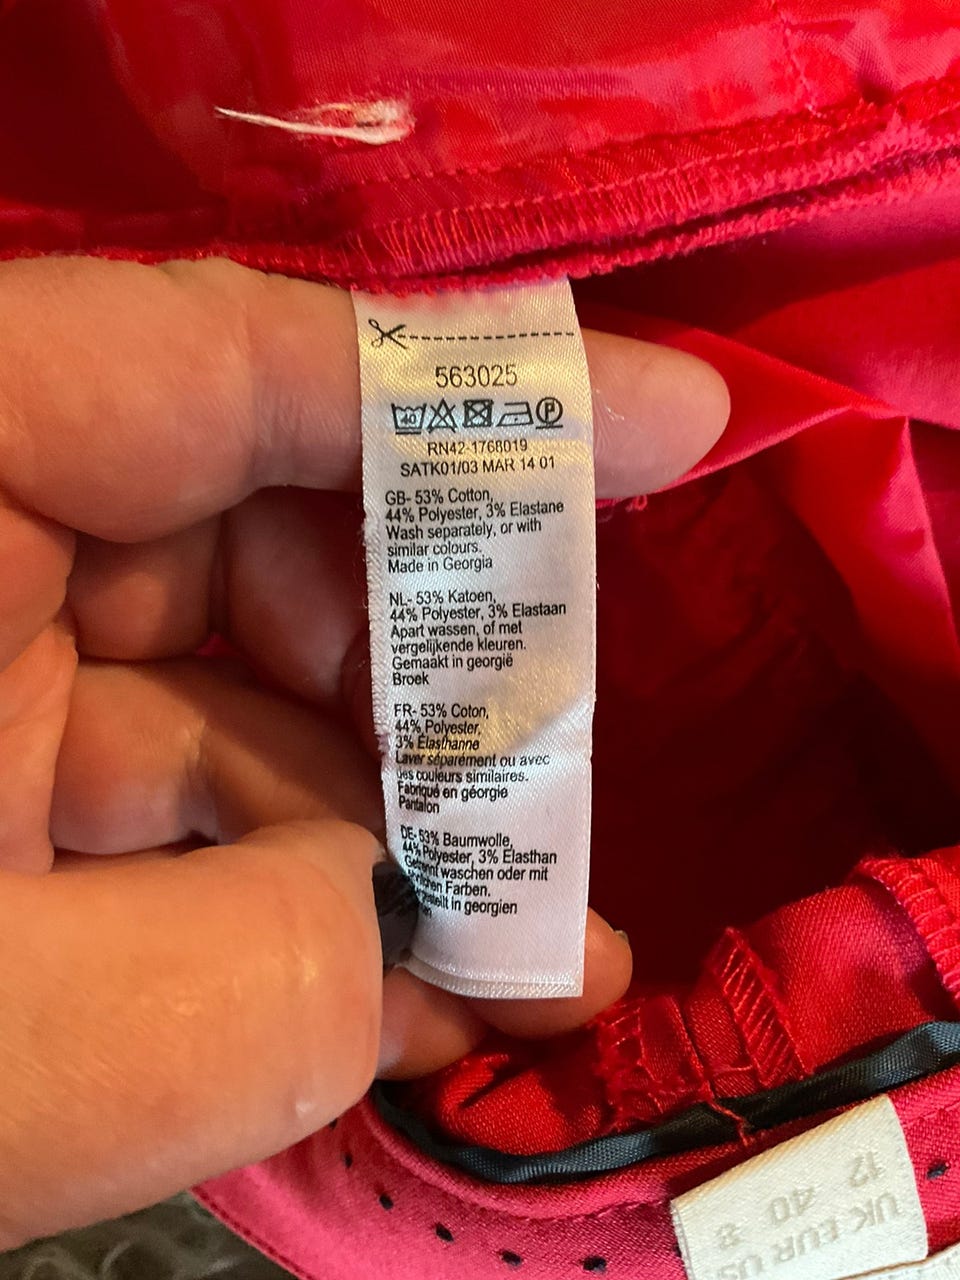 563025
40 P
RN42-1768019
SATK01/03 MAR 14 01
GB- 53% Cotton,
44% Polyester, 3% Elastane
Wash separately, or with
similar colours.
Made in Georgia
NL- 53% Katoen,
44% Polyester, 3% Elastaan
Apart wassen, of met
vergelijkende kleuren.
Gemaakt in georgië
Broek
FR- 53% Coton,
44% Polyester,
3% Elasthanne
Laver séparément ou avec
des couleurs similaires.
Fabriqué en géorgie
Pantalon
DE- 53% Baumwolle,
44% Polyester, 3% Elasthan
Getrennt waschen oder mit
Farben.
in georgien
UK EUR US
12 40 8